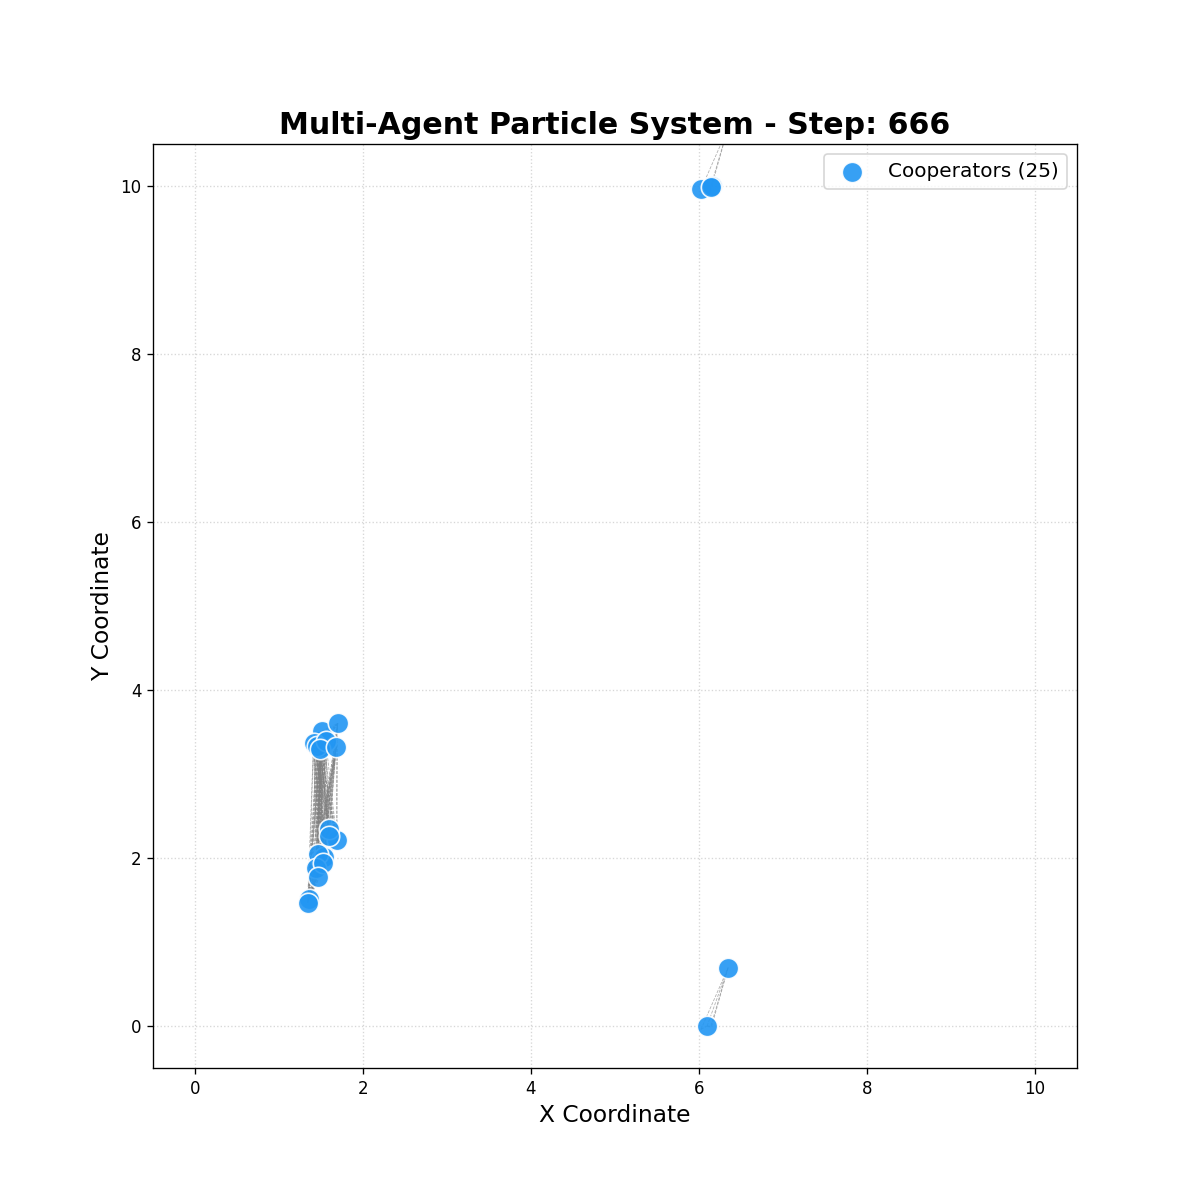 Multi-Agent Particle System - Step: 666
Cooperators (25)
10
8
6
4
2
0
Y Coordinate
0 2 4 6 8 10
X Coordinate